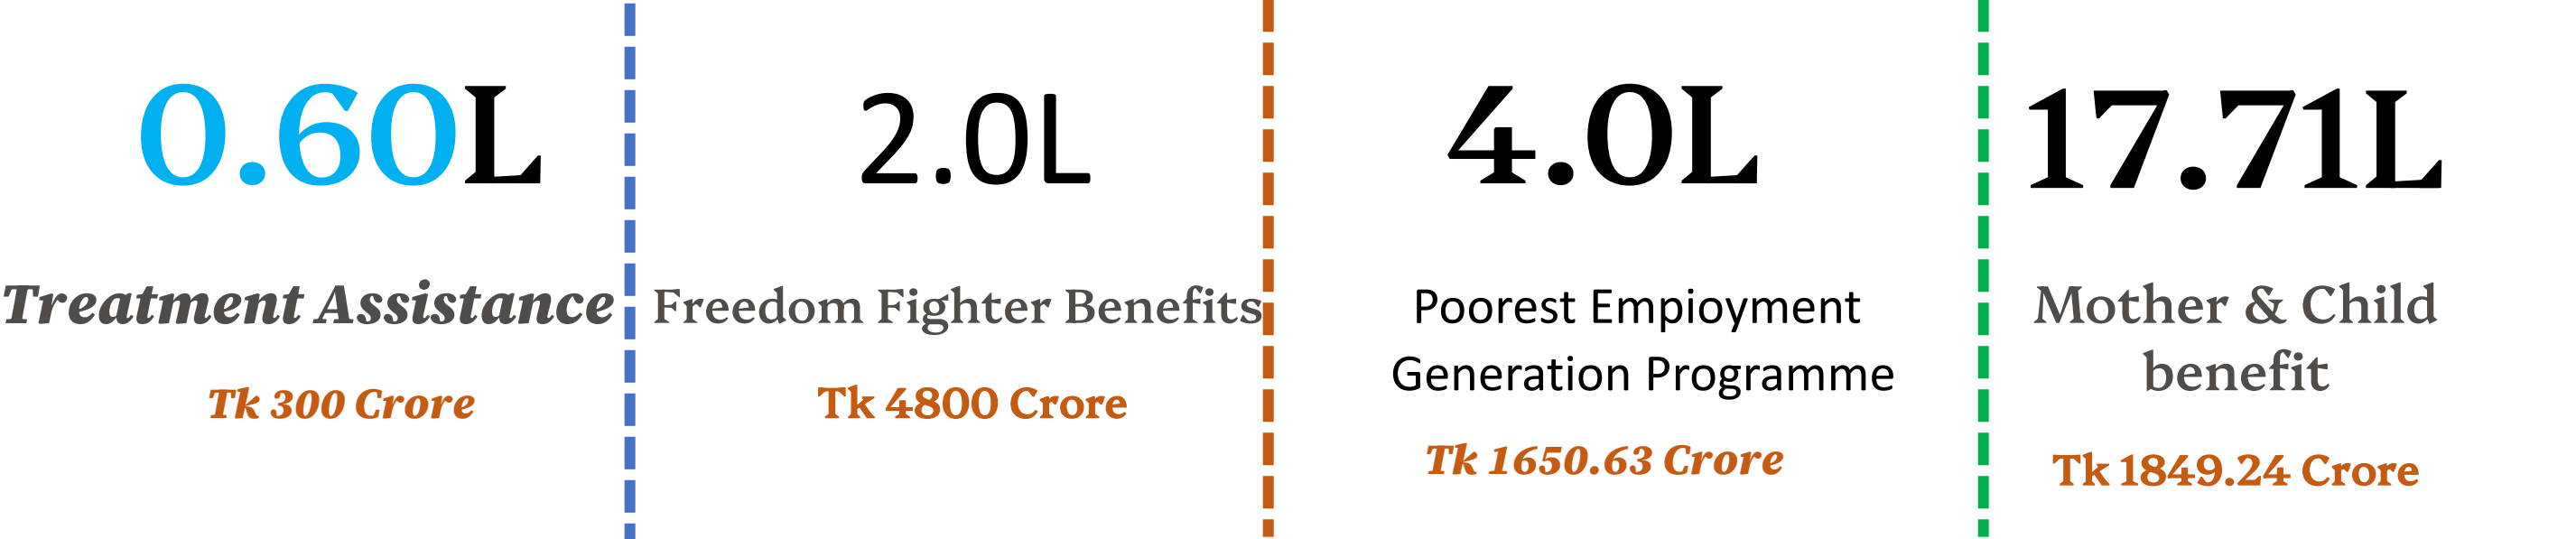 0.60L
Treatment Assistance
Tk 300 Crore
2.0L
Freedom Fighter Benefits
Tk 4800 Crore
4.0L
Poorest Empioyment
Generation Programme
Tk 1650.63 Crore
17.71L
Mother & Child
benefit
Tk 1849.24 Crore